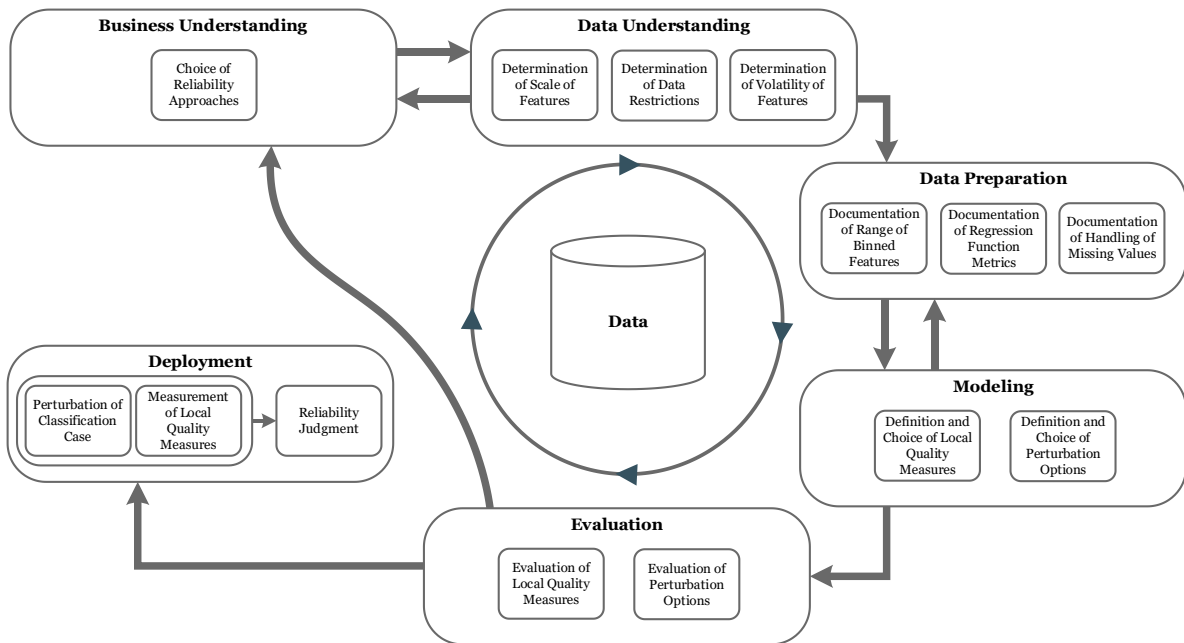 Business Understanding
Choice of
Reliability
Approaches
Data Understanding
Determination
of Scale of
Features
Determination
of Data
Restrictions
Determination
of Volatility of
Features
Data Preparation
Documentation
of Range of
Binned
Features
Documentation
of Regression
Function
Metrics
Documentation
of Handling of
Missing Values
Data
Modeling
Definition and
Choice of Local
Quality
Measures
Definition and
Choice of
Perturbation
Options
Deployment
Perturbation of
Classification
Case
Measurement
of Local
Quality
Measures
Reliability
Judgment
Evaluation
Evaluation of
Local Quality
Measures
Evaluation of
Perturbation
Options